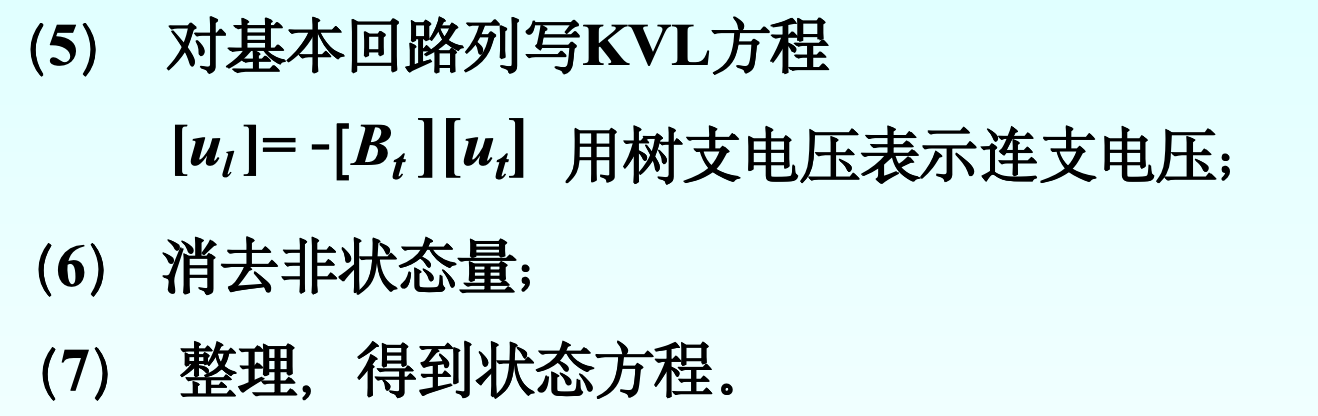 (5) 对基本回路列写KVL方程
[u_l]= -[B_t][u_t] 用树支电压表示连支电压;
(6) 消去非状态量;
(7) 整理，得到状态方程。